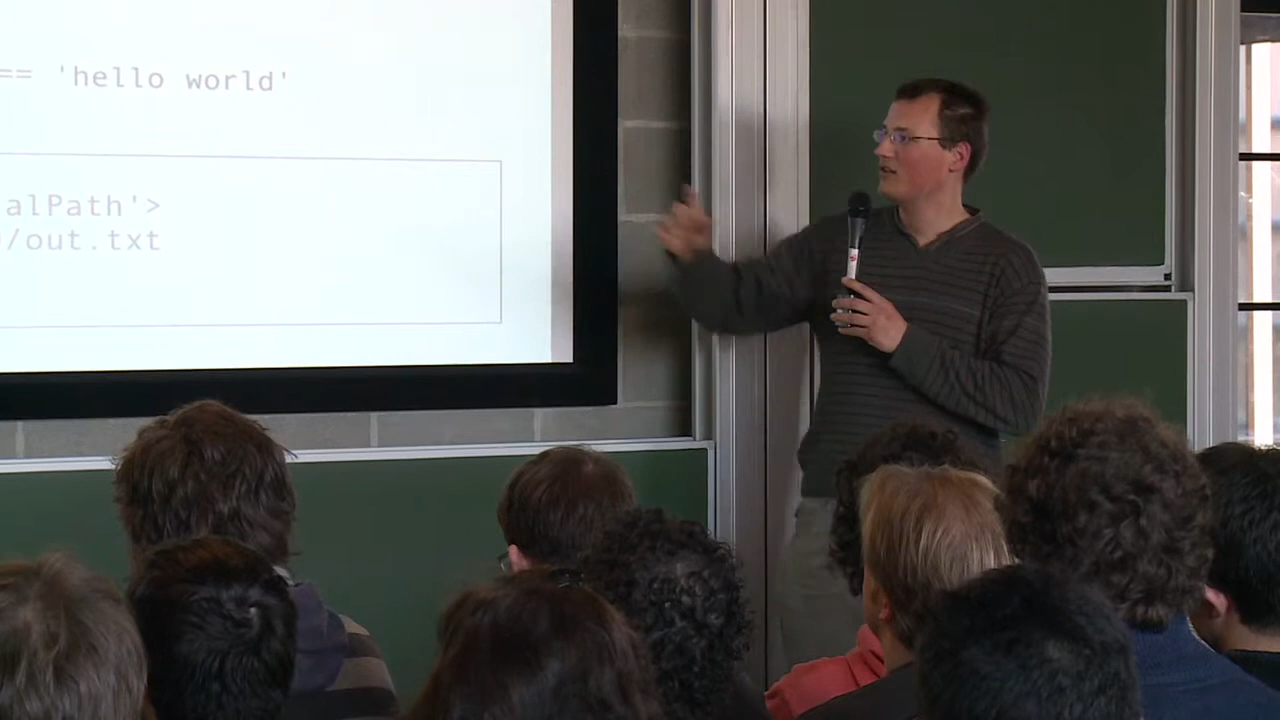 == 'hello world'
alPath'>
/out.txt